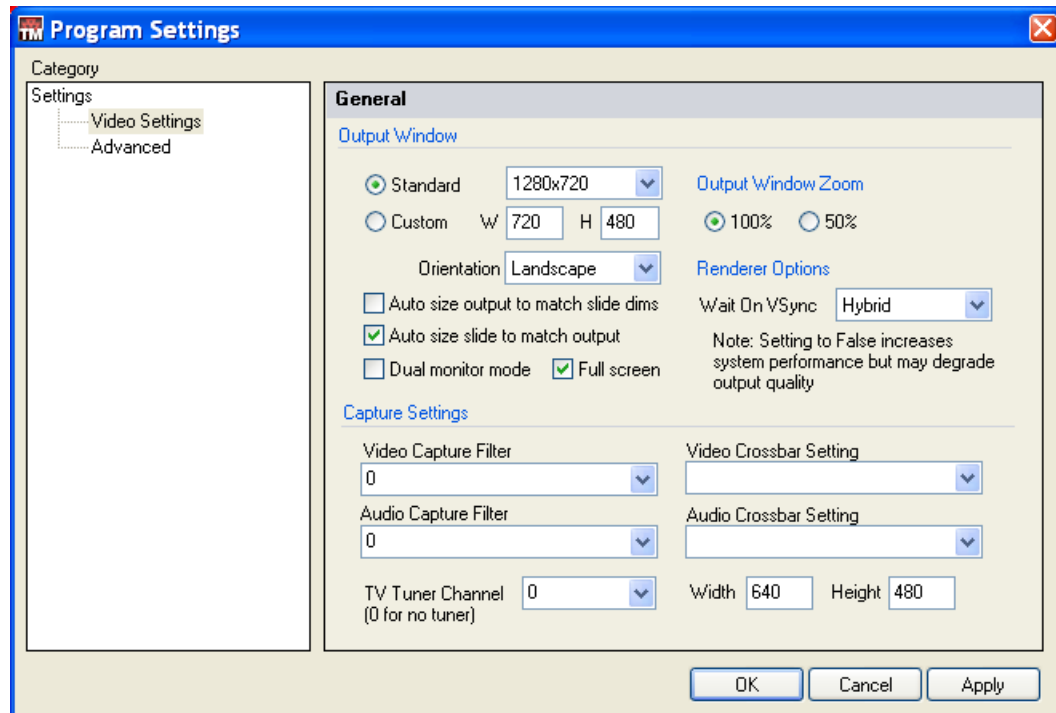 TM Program Settings
Category
Settings
Video Settings
Advanced
General
Output Window
Standard 1280x720
Custom W 720 H 480
Orientation Landscape
Auto size output to match slide dims
Auto size slide to match output
Dual monitor mode Full screen
Output Window Zoom
100% 50%
Renderer Options
Wait On VSync Hybrid
Note: Setting to False increases
system performance but may degrade
output quality
Capture Settings
Video Capture Filter
0
Video Crossbar Setting
Audio Capture Filter
0
Audio Crossbar Setting
TV Tuner Channel 0
(0 for no tuner)
Width 640 Height 480
OK Cancel Apply